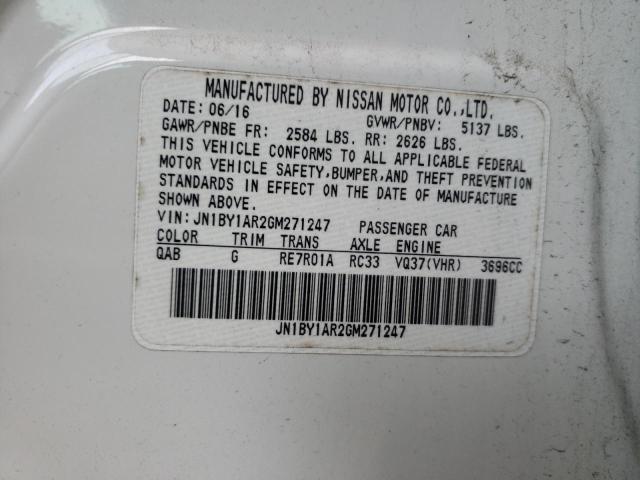 MANUFACTURED BY NISSAN MOTOR CO.,LTD.
DATE: 06/16 GVWR/PNBV: 5137 LBS.
GAWR/PNBE FR: 2584 LBS. RR: 2626 LBS.
THIS VEHICLE CONFORMS TO ALL APPLICABLE FEDERAL
MOTOR VEHICLE SAFETY, BUMPER, AND THEFT PREVENTION
STANDARDS IN EFFECT ON THE DATE OF MANUFACTURE
SHOWN ABOVE.
VIN: JN1BY1AR2GM271247 PASSENGER CAR
COLOR TRIM TRANS AXLE ENGINE
QAB G RE7R01A RC33 VQ37(VHR) 3696CC
JN1BY1AR2GM271247